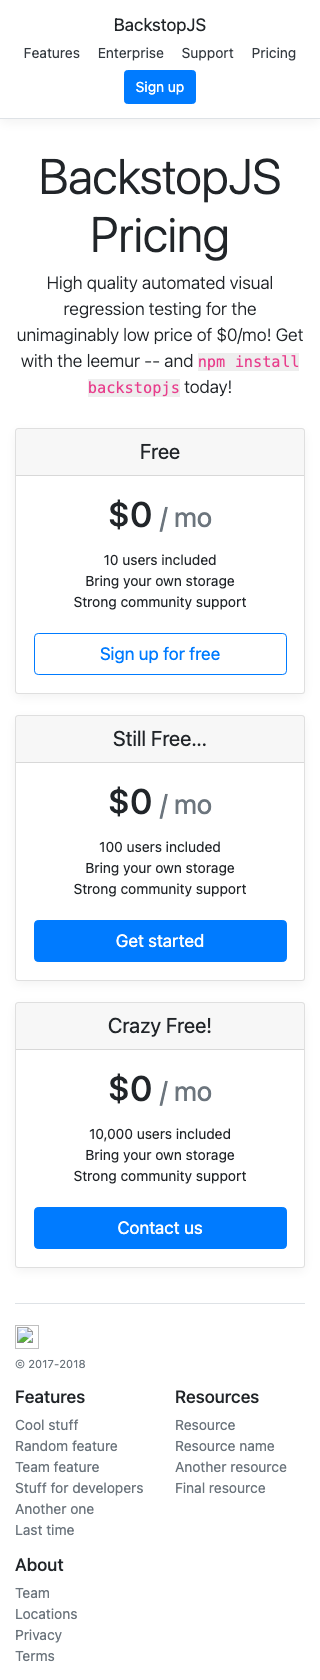 BackstopJS
Features Enterprise Support Pricing
Sign up
BackstopJS
Pricing
High quality automated visual
regression testing for the
unimaginably low price of $0/mo! Get
with the leemur -- and npm install
backstopjs today!
Free
$0 / mo
10 users included
Bring your own storage
Strong community support
Sign up for free
Still Free...
$0 / mo
100 users included
Bring your own storage
Strong community support
Get started
Crazy Free!
$0 / mo
10,000 users included
Bring your own storage
Strong community support
Contact us
© 2017-2018
Features
Cool stuff
Random feature
Team feature
Stuff for developers
Another one
Last time
Resources
Resource
Resource name
Another resource
Final resource
About
Team
Locations
Privacy
Terms